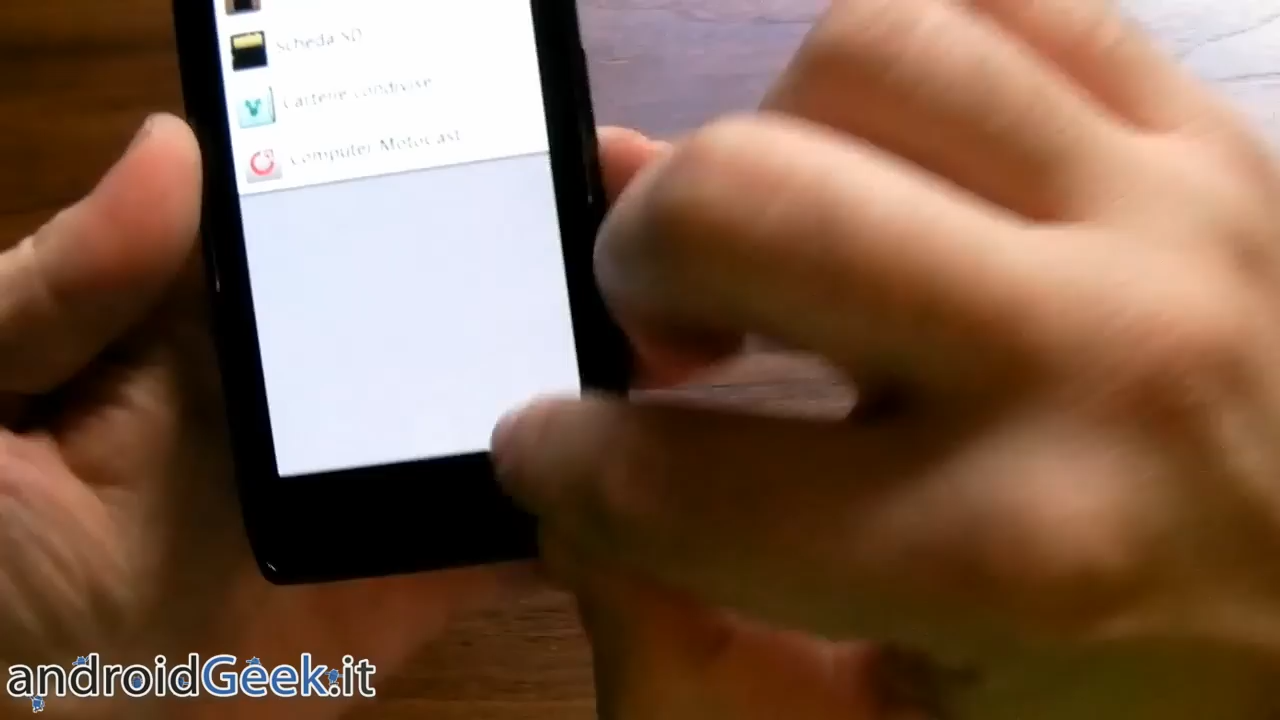 Scheda SD
Cartelle condivise
Computer Motocast
androidGeek.it